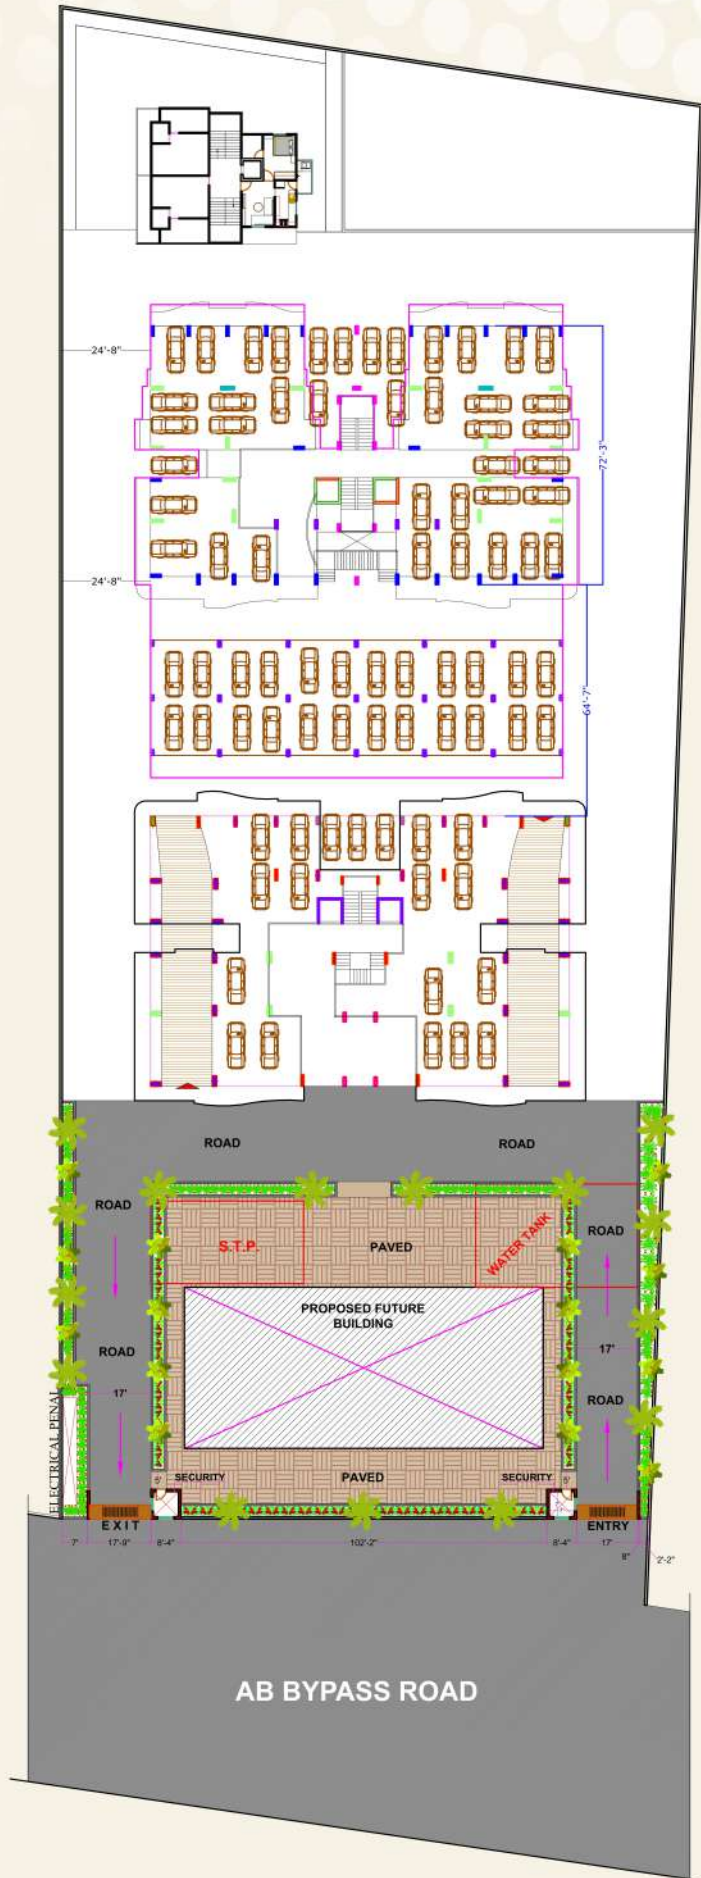 24'-8"
72'-3"
24'-8"
64'-7"
ROAD
ROAD
ROAD
ROAD
S.T.P.
PAVED
WATER TANK
PROPOSED FUTURE
BUILDING
ROAD
17'
17'
ROAD
ELECTRICAL PENAL
SECURITY
PAVED
SECURITY
5'
5'
EXIT
ENTRY
7'
17'-9"
8'-4"
102'-2"
8'-4"
17'
8"
2'-2"
AB BYPASS ROAD